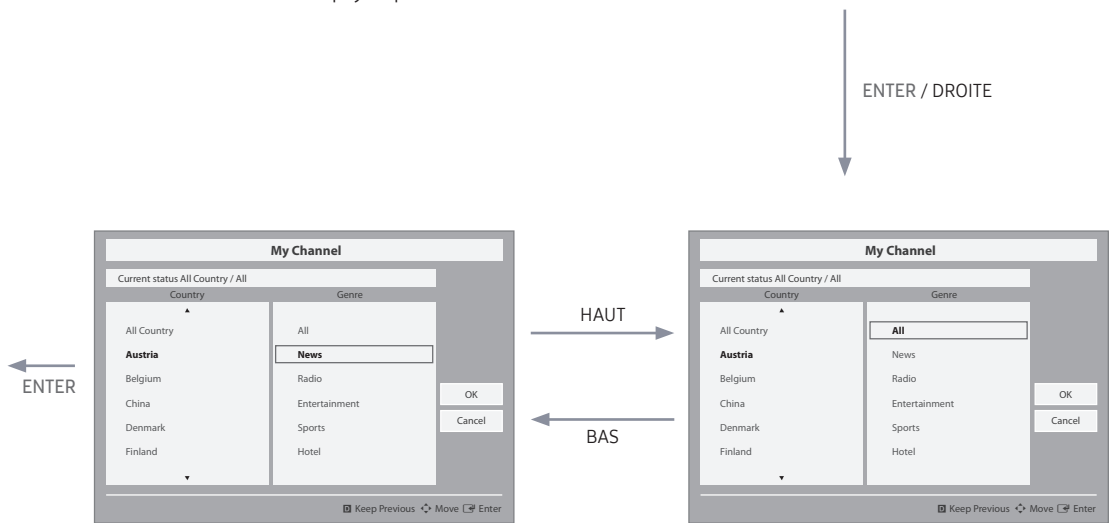 ENTER / DROITE
My Channel
Current status All Country / All
Country Genre
All Country All
Austria News
Belgium Radio
China Entertainment
Denmark Sports
Finland Hotel
OK
Cancel
D Keep Previous Move Enter
ENTER
HAUT
BAS
My Channel
Current status All Country / All
Country Genre
All Country All
Austria News
Belgium Radio
China Entertainment
Denmark Sports
Finland Hotel
OK
Cancel
D Keep Previous Move Enter